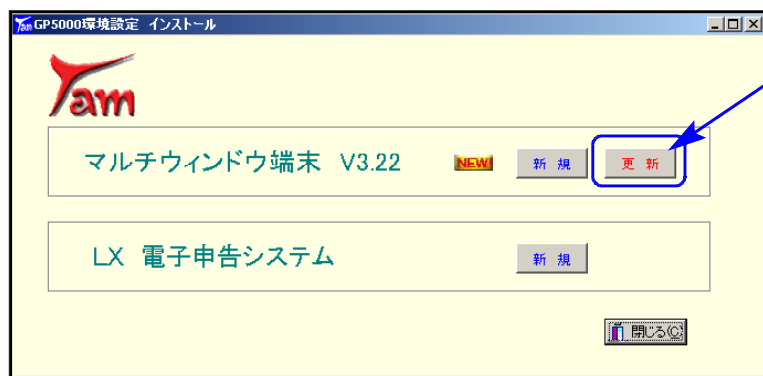 GP5000環境設定 インストール
Tam
マルチウィンドウ端末 V3.22 NEW! 新 規 更 新
LX 電子申告システム 新 規
閉じる(C)